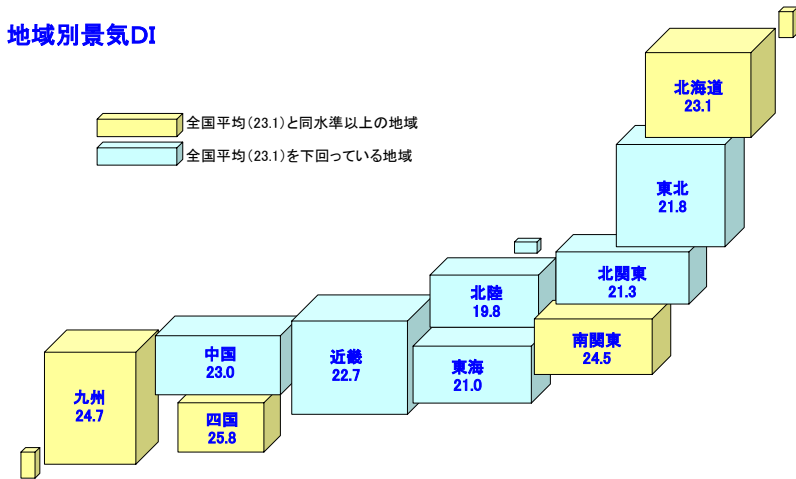 地域別景気DI
全国平均(23.1)と同水準以上の地域
全国平均(23.1)を下回っている地域
北海道
23.1
東北
21.8
北関東
21.3
北陸
19.8
南関東
24.5
東海
21.0
近畿
22.7
中国
23.0
四国
25.8
九州
24.7